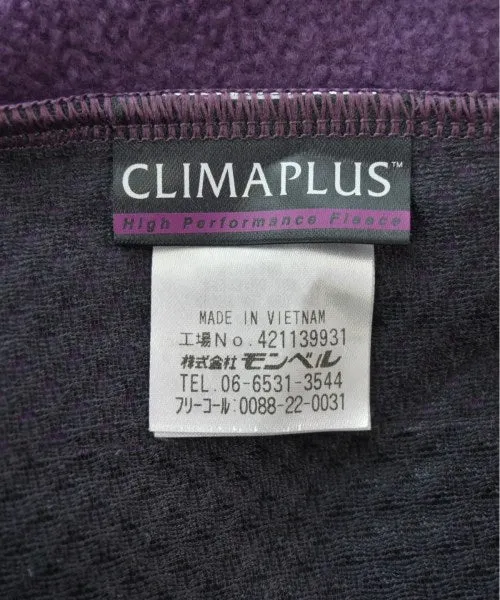 CLIMAPLUS™
High Performance Fleece
MADE IN VIETNAM
工場No.421139931
株式会社 モンベル
TEL.06-6531-3544
フリーコール:0088-22-0031